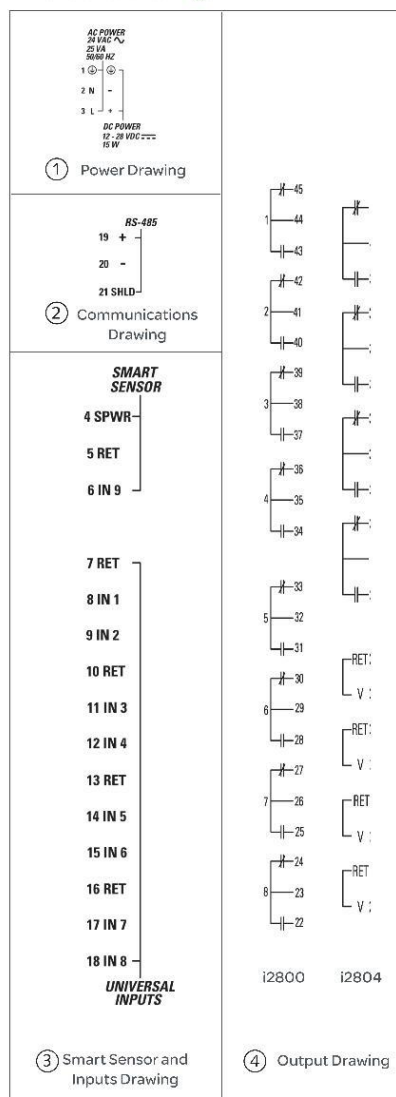 AC POWER
24 VAC
25 VA
50/60 HZ
1
2 N -
3 L +
DC POWER
12 - 28 VDC
15 W
1 Power Drawing
RS-485
19 +
20 -
21 SHLD
2 Communications
Drawing
SMART
SENSOR
4 SPWR
5 RET
6 IN 9
7 RET
8 IN 1
9 IN 2
10 RET
11 IN 3
12 IN 4
13 RET
14 IN 5
15 IN 6
16 RET
17 IN 7
18 IN 8
UNIVERSAL
INPUTS
3 Smart Sensor and
Inputs Drawing
45
1 44
43
42
2 41
40
39
3 38
37
36
4 35
34
33
5 32
31
30
6 29
28
27
7 26
25
24
8 23
22
i2800
RET
V
RET
V
RET
V
RET
V
i2804
4 Output Drawing